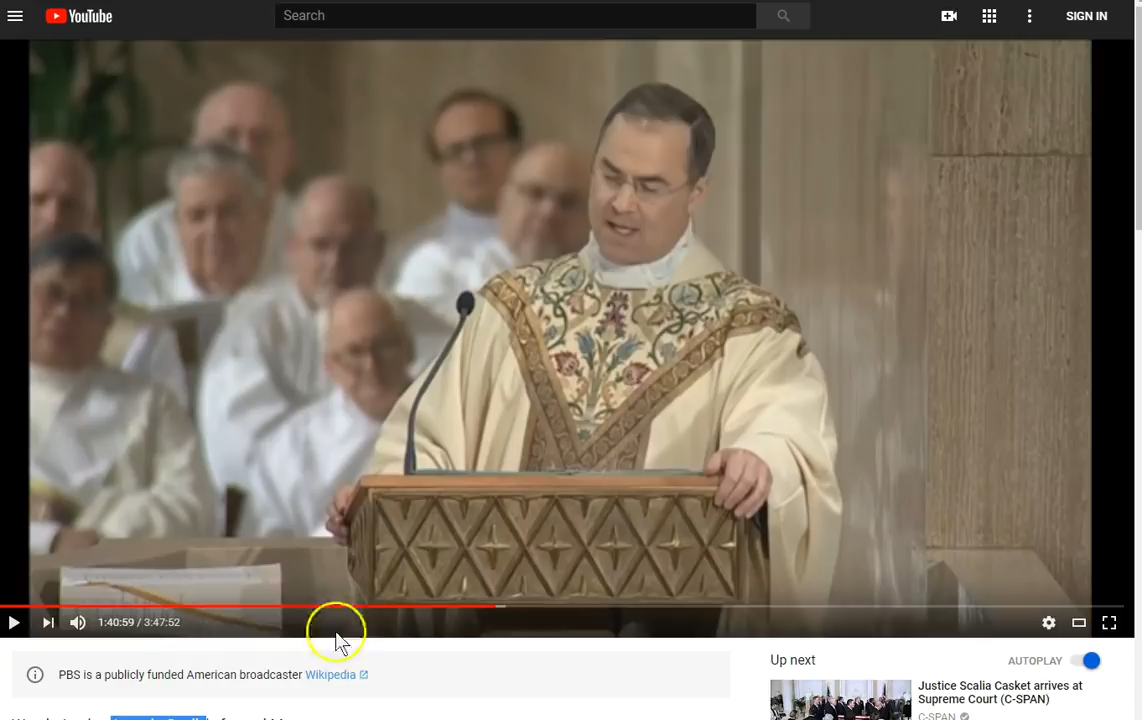 YouTube Search SIGN IN
1:40:59 / 3:47:52
PBS is a publicly funded American broadcaster Wikipedia
Up next AUTOPLAY
Justice Scalia Casket arrives at
Supreme Court (C-SPAN)
C-SPAN